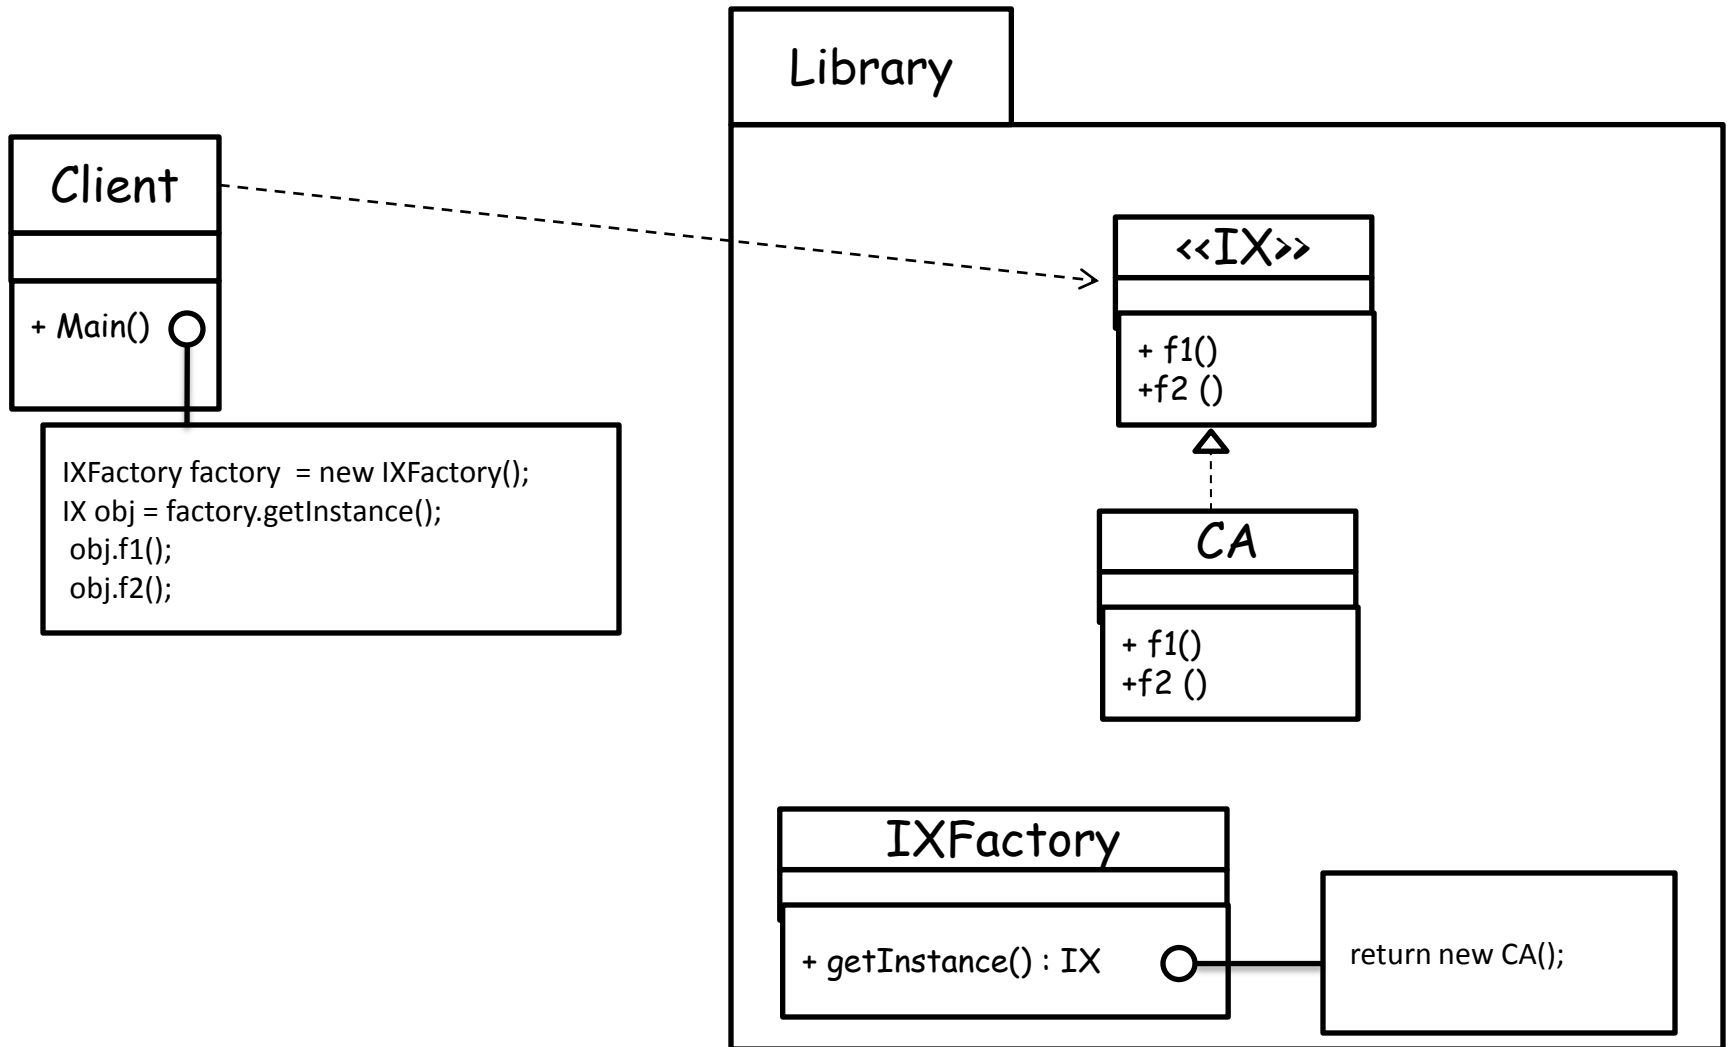 Library
Client
+ Main()
IXFactory factory  = new IXFactory();
IX obj = factory.getInstance();
obj.f1();
obj.f2();
<<IX>>
+ f1()
+f2 ()
CA
+ f1()
+f2 ()
IXFactory
+ getInstance() : IX
return new CA();